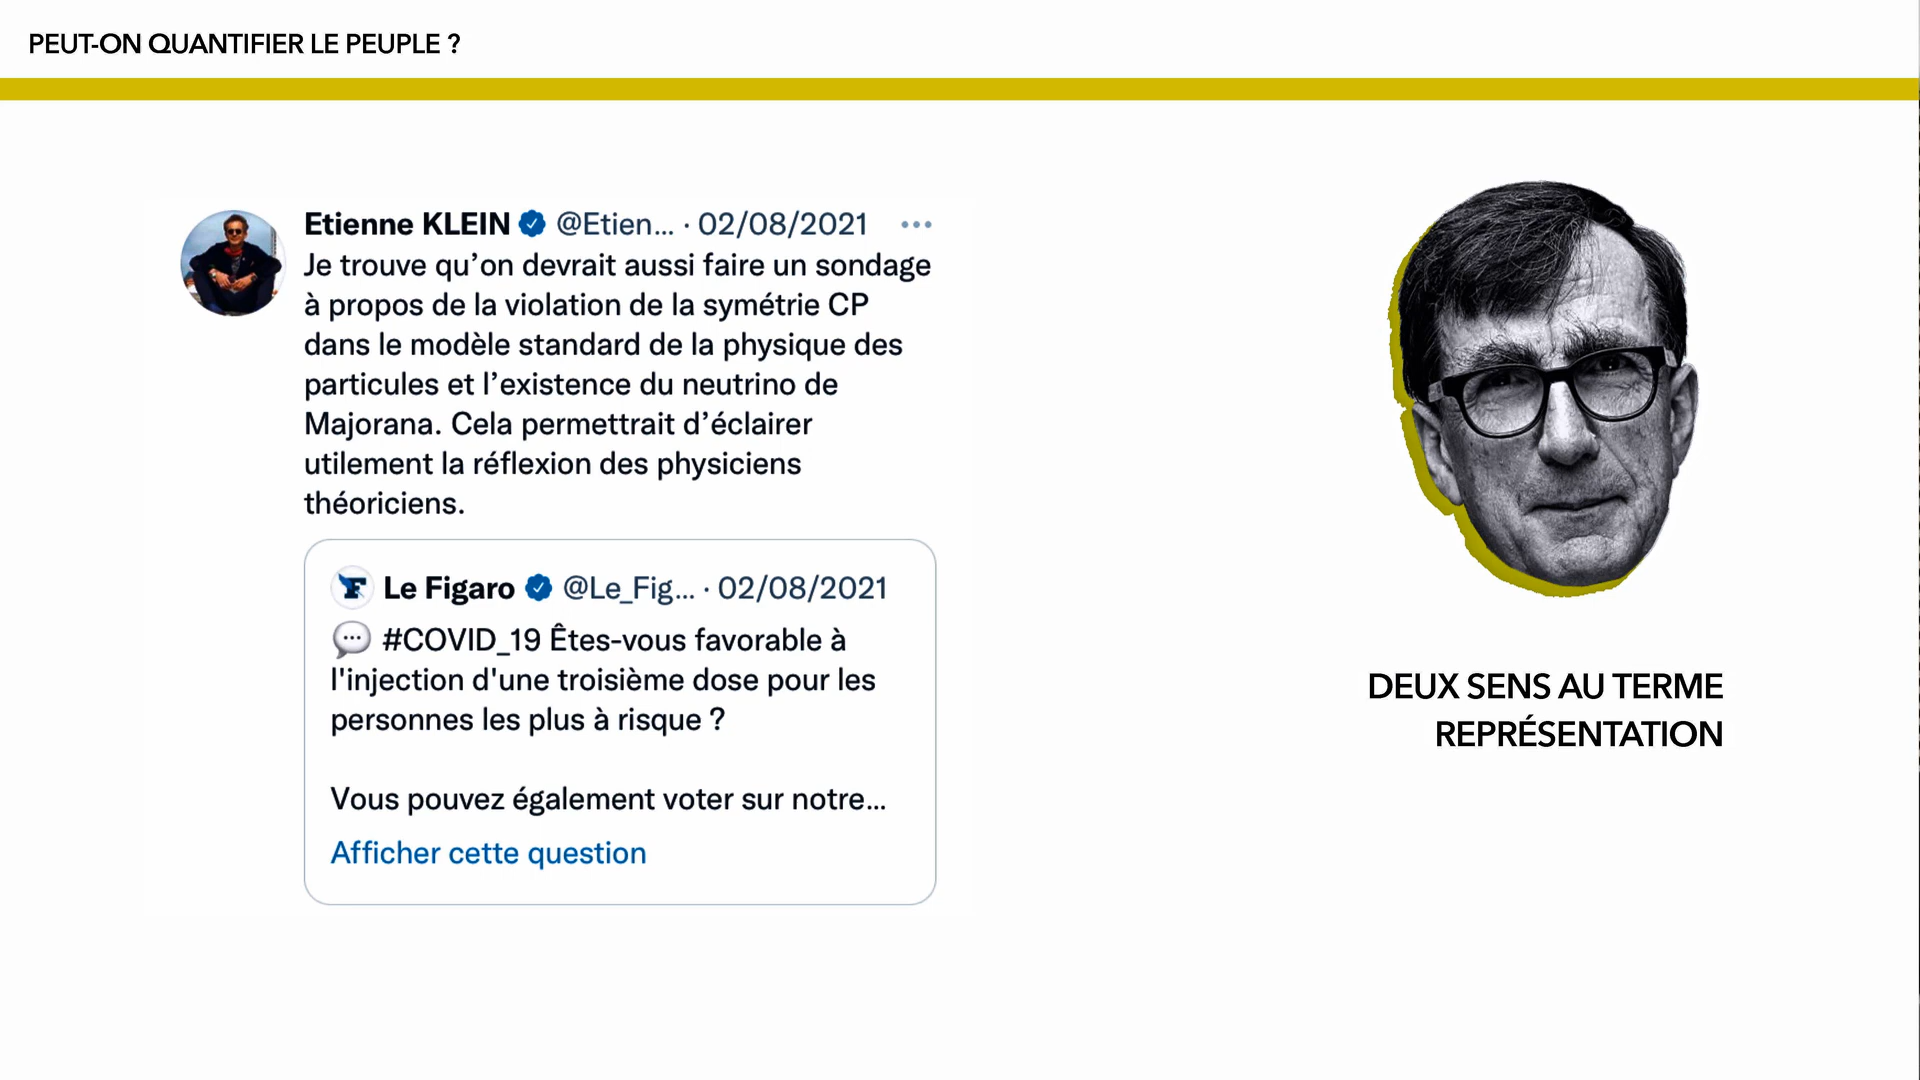 PEUT-ON QUANTIFIER LE PEUPLE ?
Etienne KLEIN @Etien... · 02/08/2021
Je trouve qu’on devrait aussi faire un sondage
à propos de la violation de la symétrie CP
dans le modèle standard de la physique des
particules et l’existence du neutrino de
Majorana. Cela permettrait d’éclairer
utilement la réflexion des physiciens
théoriciens.
Le Figaro @Le_Fig... · 02/08/2021
#COVID_19 Êtes-vous favorable à
l'injection d'une troisième dose pour les
personnes les plus à risque ?
Vous pouvez également voter sur notre...
Afficher cette question
DEUX SENS AU TERME
REPRÉSENTATION